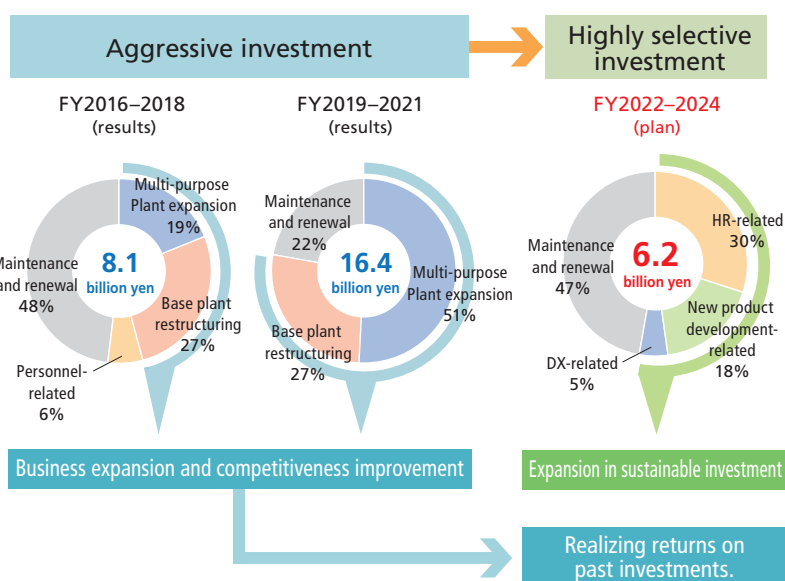 Aggressive investment
Highly selective
investment
FY2016–2018
(results)
FY2019–2021
(results)
FY2022–2024
(plan)
Multi-purpose
Plant expansion
19%
Maintenance
and renewal
48%
8.1
billion yen
Base plant
restructuring
27%
Personnel-
related
6%
Maintenance
and renewal
22%
16.4
billion yen
Multi-purpose
Plant expansion
51%
Base plant
restructuring
27%
HR-related
30%
Maintenance
and renewal
47%
6.2
billion yen
New product
development-
related
18%
DX-related
5%
Business expansion and competitiveness improvement
Expansion in sustainable investment
Realizing returns on
past investments.